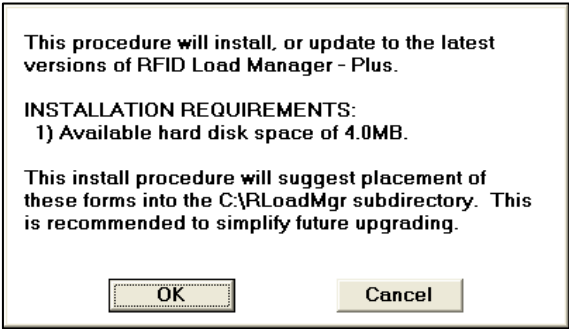 This procedure will install, or update to the latest
versions of RFID Load Manager - Plus.
INSTALLATION REQUIREMENTS:
1) Available hard disk space of 4.0MB.
This install procedure will suggest placement of
these forms into the C:\RLoadMgr subdirectory.  This
is recommended to simplify future upgrading.
OK
Cancel